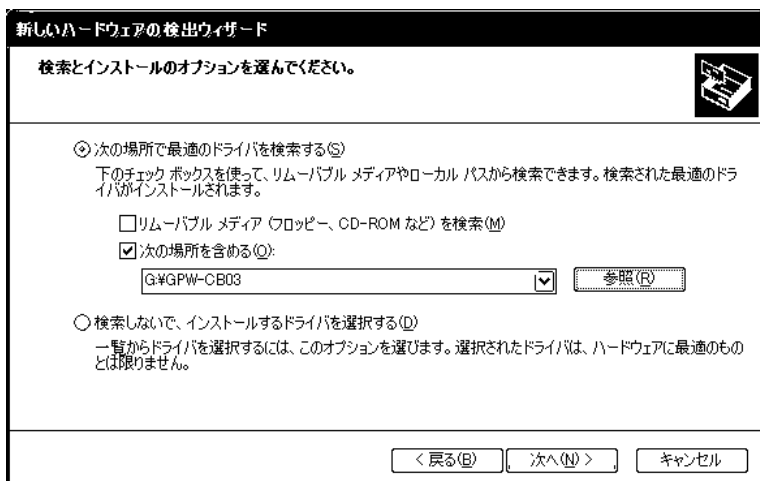 新しいハードウェアの検出ウィザード
検索とインストールのオプションを選んでください。
次の場所で最適のドライバを検索する(S)
下のチェック ボックスを使って、リムーバブル メディアやローカル パスから検索できます。検索された最適のドラ
イバがインストールされます。
リムーバブル メディア (フロッピー、CD-ROM など) を検索(M)
次の場所を含める(O):
G:¥GPW-CB03
参照(R)
検索しないで、インストールするドライバを選択する(D)
一覧からドライバを選択するには、このオプションを選びます。選択されたドライバは、ハードウェアに最適のもの
とは限りません。
< 戻る(B)
次へ(N) >
キャンセル